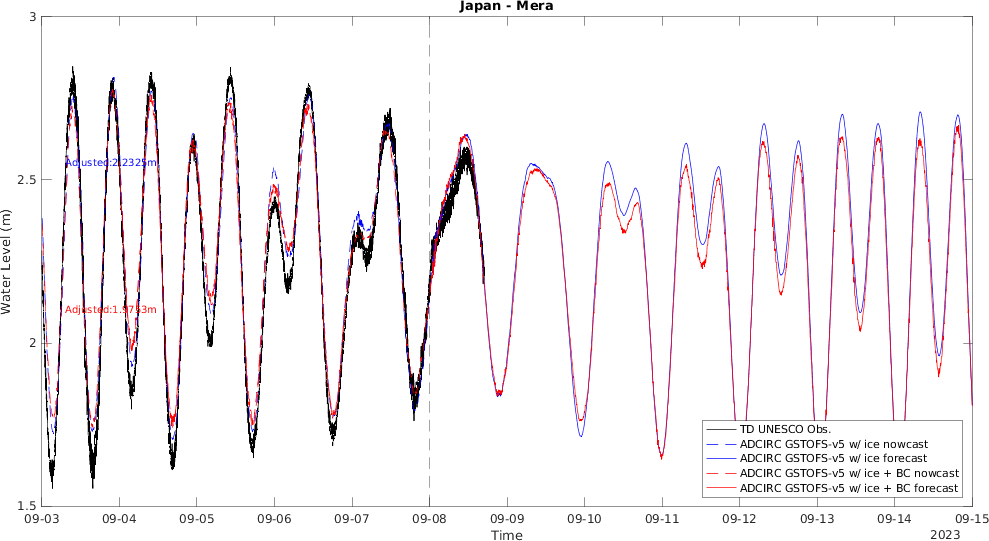 Japan - Mera
Water Level (m)
3
2.5
2
1.5
Adjusted:2.2325m
Adjusted:1.9753m
TD UNESCO Obs.
ADCIRC GSTOFS-v5 w/ ice nowcast
ADCIRC GSTOFS-v5 w/ ice forecast
ADCIRC GSTOFS-v5 w/ ice + BC nowcast
ADCIRC GSTOFS-v5 w/ ice + BC forecast
09-03 09-04 09-05 09-06 09-07 09-08 09-09 09-10 09-11 09-12 09-13 09-14 09-15
Time
2023